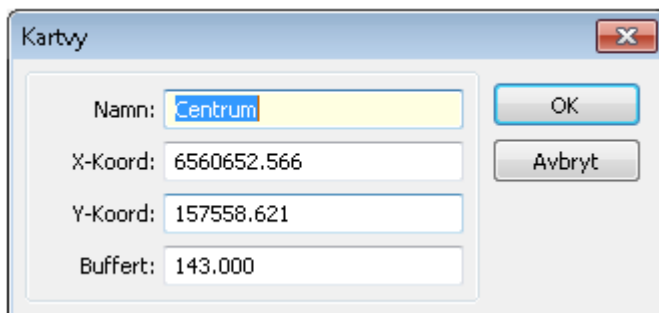 Kartvy
Namn: Centrum OK
X-Koord: 6560652.566 Avbryt
Y-Koord: 157558.621
Buffert: 143.000